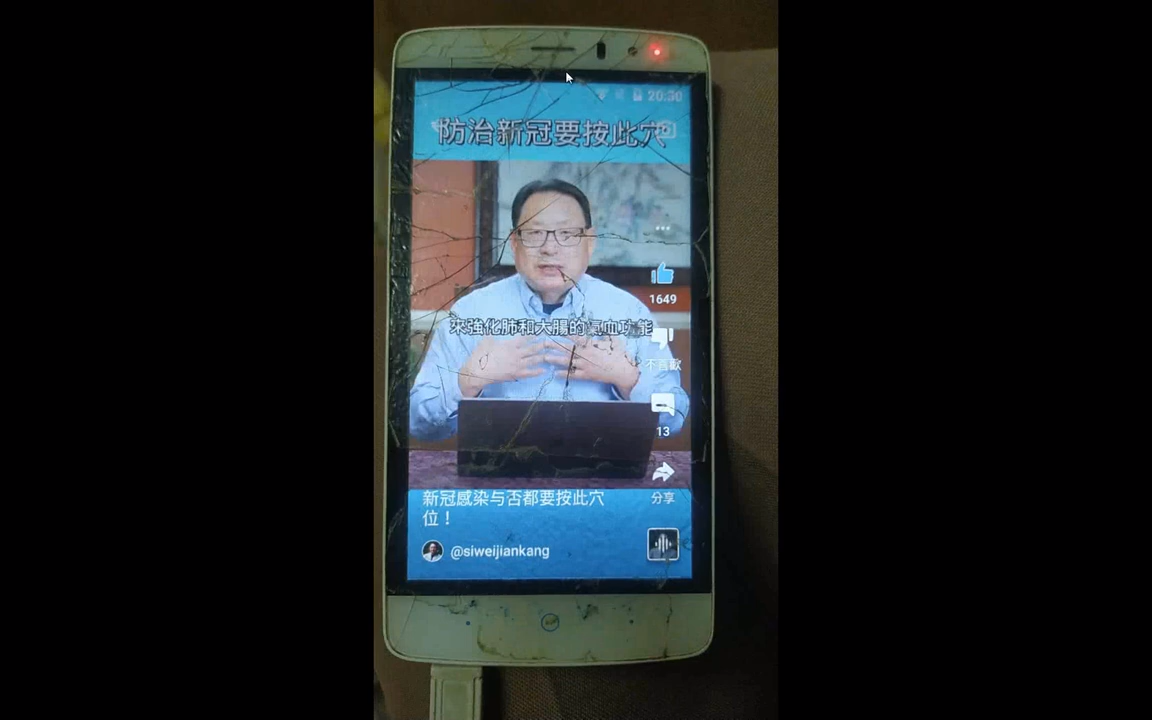 20:30
防治新冠要按此穴
1649
來強化肺和大腸的氣血功能
不喜歡
13
分享
新冠感染与否都要按此穴
位！
@siweijiankang